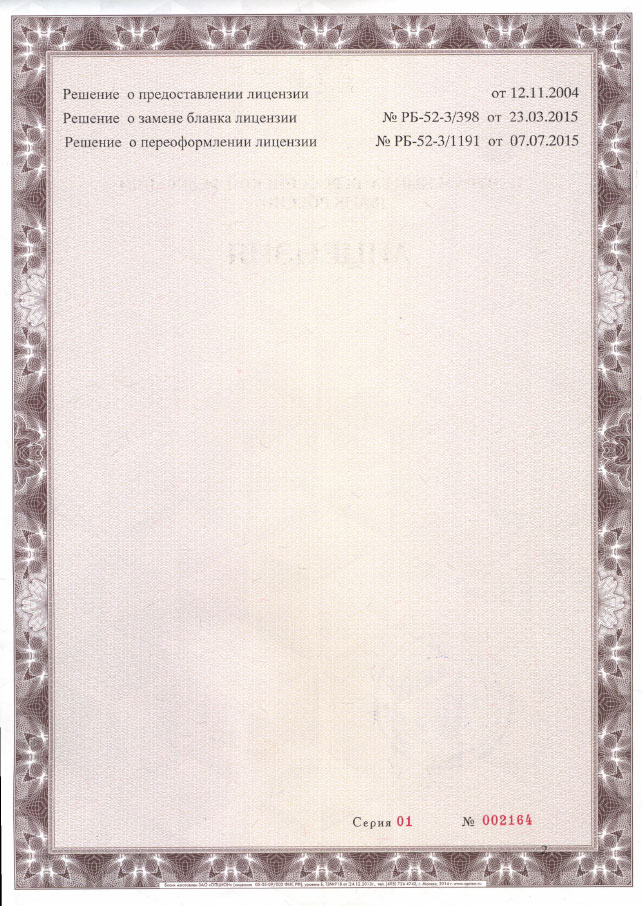 Решение о предоставлении лицензии от 12.11.2004
Решение о замене бланка лицензии № РБ-52-3/398 от 23.03.2015
Решение о переоформлении лицензии № РБ-52-3/1191 от 07.07.2015
ЛИЦЕНЗИЯ
Серия 01 № 002164